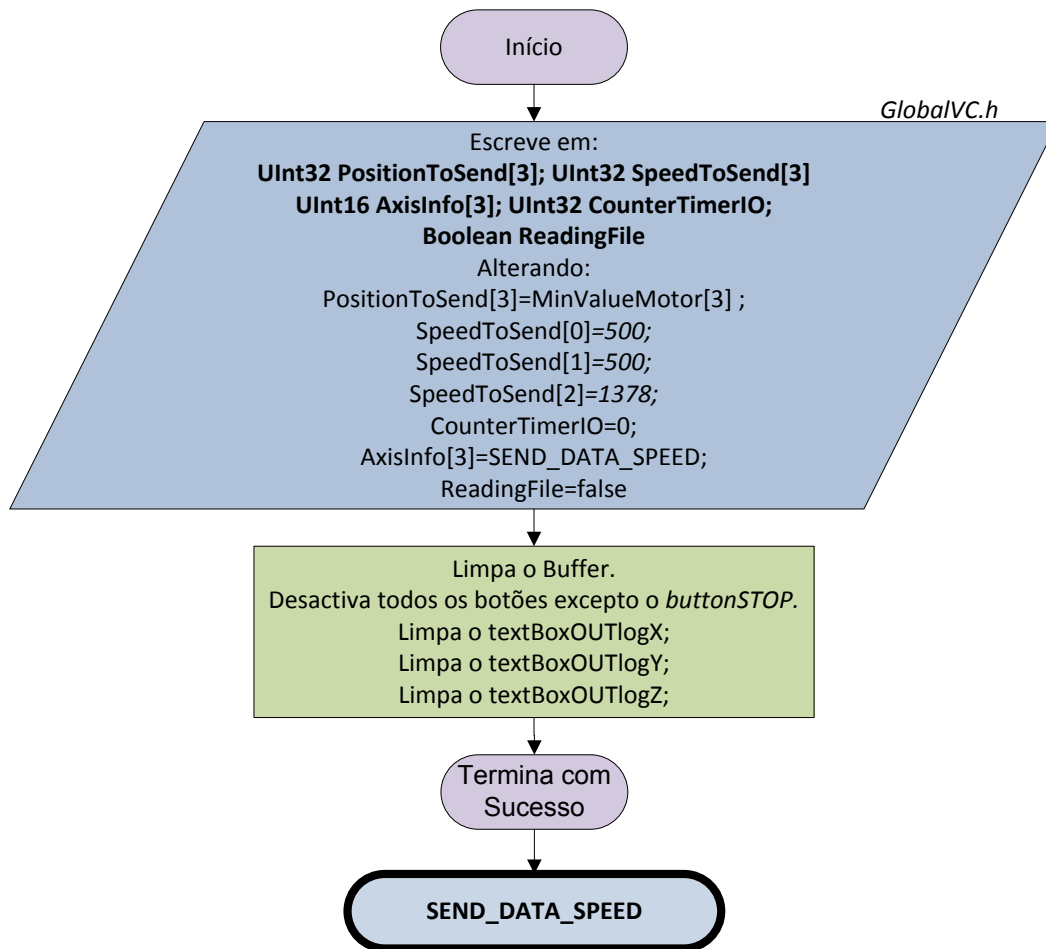 Início
GlobalVC.h
Escreve em:
UInt32 PositionToSend[3]; UInt32 SpeedToSend[3]
UInt16 AxisInfo[3]; UInt32 CounterTimerIO;
Boolean ReadingFile
Alterando:
PositionToSend[3]=MinValueMotor[3] ;
SpeedToSend[0]=500;
SpeedToSend[1]=500;
SpeedToSend[2]=1378;
CounterTimerIO=0;
AxisInfo[3]=SEND_DATA_SPEED;
ReadingFile=false
Limpa o Buffer.
Desactiva todos os botões excepto o buttonSTOP.
Limpa o textBoxOUTlogX;
Limpa o textBoxOUTlogY;
Limpa o textBoxOUTlogZ;
Termina com
Sucesso
SEND_DATA_SPEED